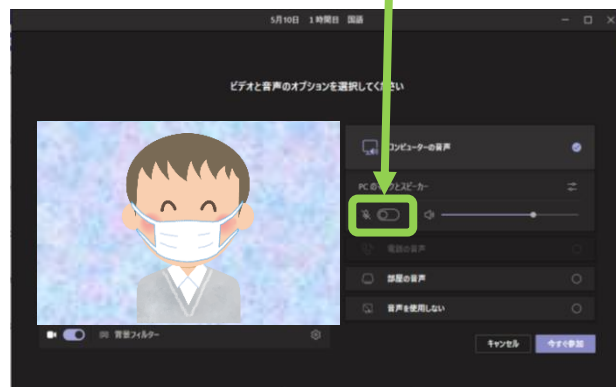 5月10日 1時間目 国語
ビデオと音声のオプションを選択してください
コンピューターの音声
PC のマイクとスピーカー
電話の音声
部屋の音声
音声を使用しない
背景フィルター
キャンセル
今すぐ参加